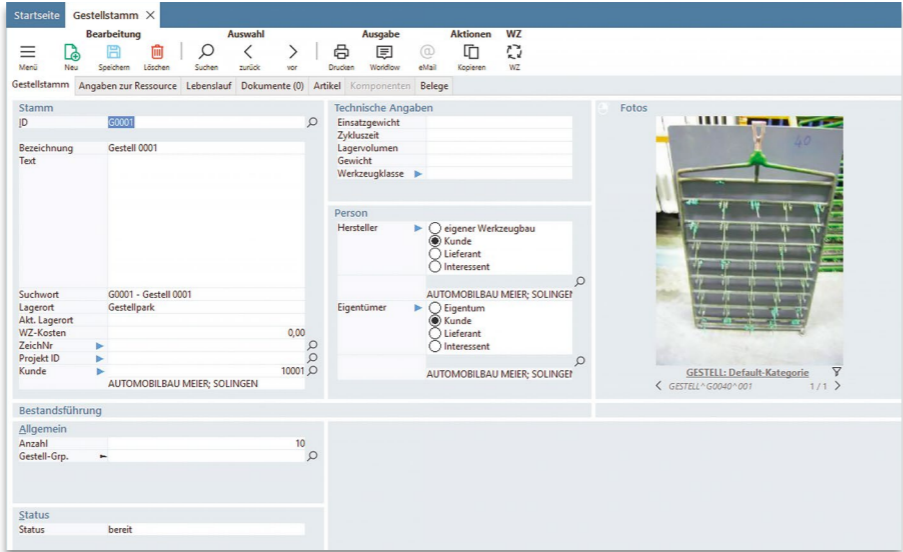 Startseite Gestellstamm
Bearbeitung Auswahl Ausgabe Aktionen WZ
Menü Neu Speichern Löschen Suchen zurück vor Drucken Workflow eMail Kopieren WZ
Gestellstamm Angaben zur Ressource Lebenslauf Dokumente (0) Artikel Komponenten Belege
Stamm
ID G0001
Bezeichnung Gestell 0001
Text
Suchwort G0001 - Gestell 0001
Lagerort Gestellpark
Akt. Lagerort
WZ-Kosten 0,00
ZeichNr
Projekt ID
Kunde 10001
AUTOMOBILBAU MEIER; SOLINGEN
Technische Angaben
Einsatzgewicht
Zykluszeit
Lagervolumen
Gewicht
Werkzeugklasse
Person
Hersteller eigener Werkzeugbau
Kunde
Lieferant
Interessent
AUTOMOBILBAU MEIER; SOLINGEN
Eigentümer Eigentum
Kunde
Lieferant
Interessent
AUTOMOBILBAU MEIER; SOLINGEN
Fotos
40
GESTELL: Default-Kategorie
GESTELL^G0040^001 1/1
Bestandsführung
Allgemein
Anzahl 10
Gestell-Grp.
Status
Status bereit